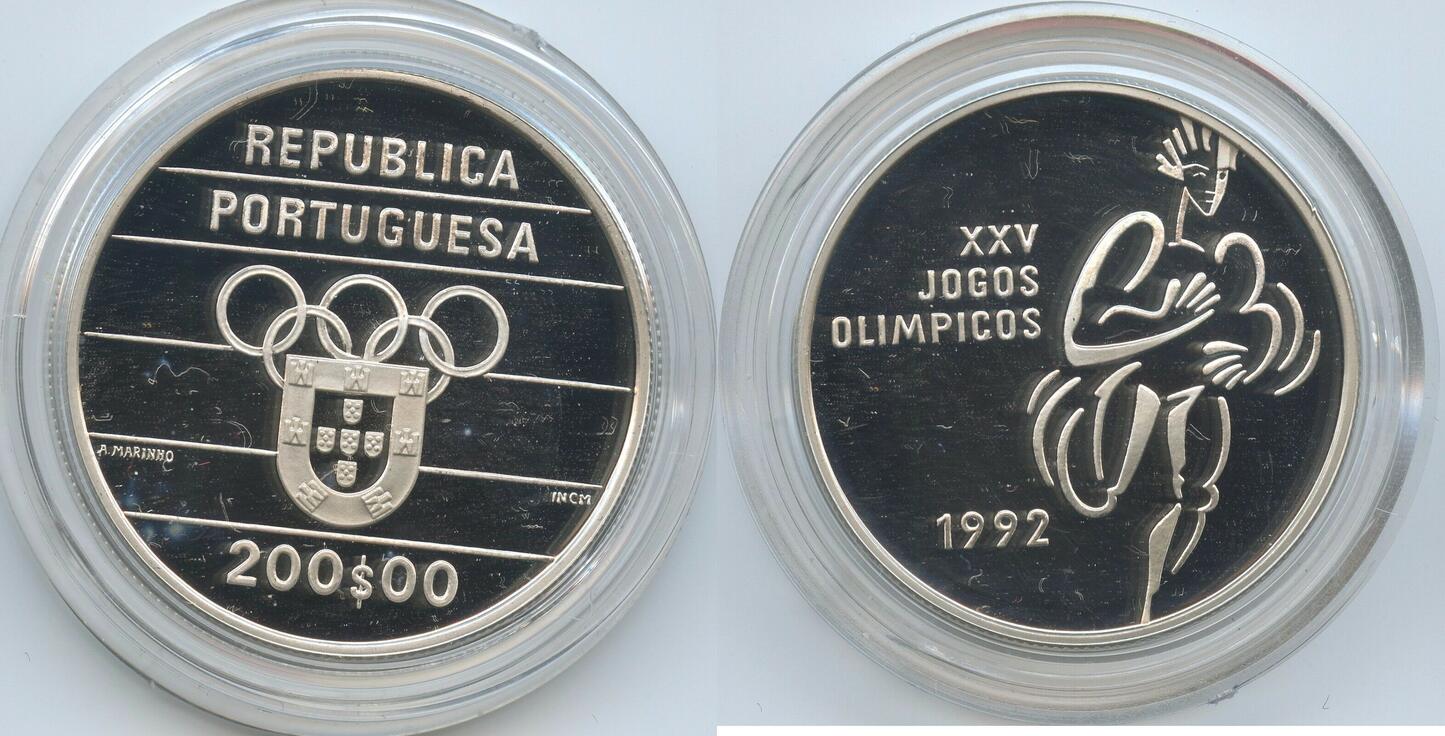 REPUBLICA
PORTUGUESA
A. MARINHO
INCM
200$00
XXV
JOGOS
OLIMPICOS
1992